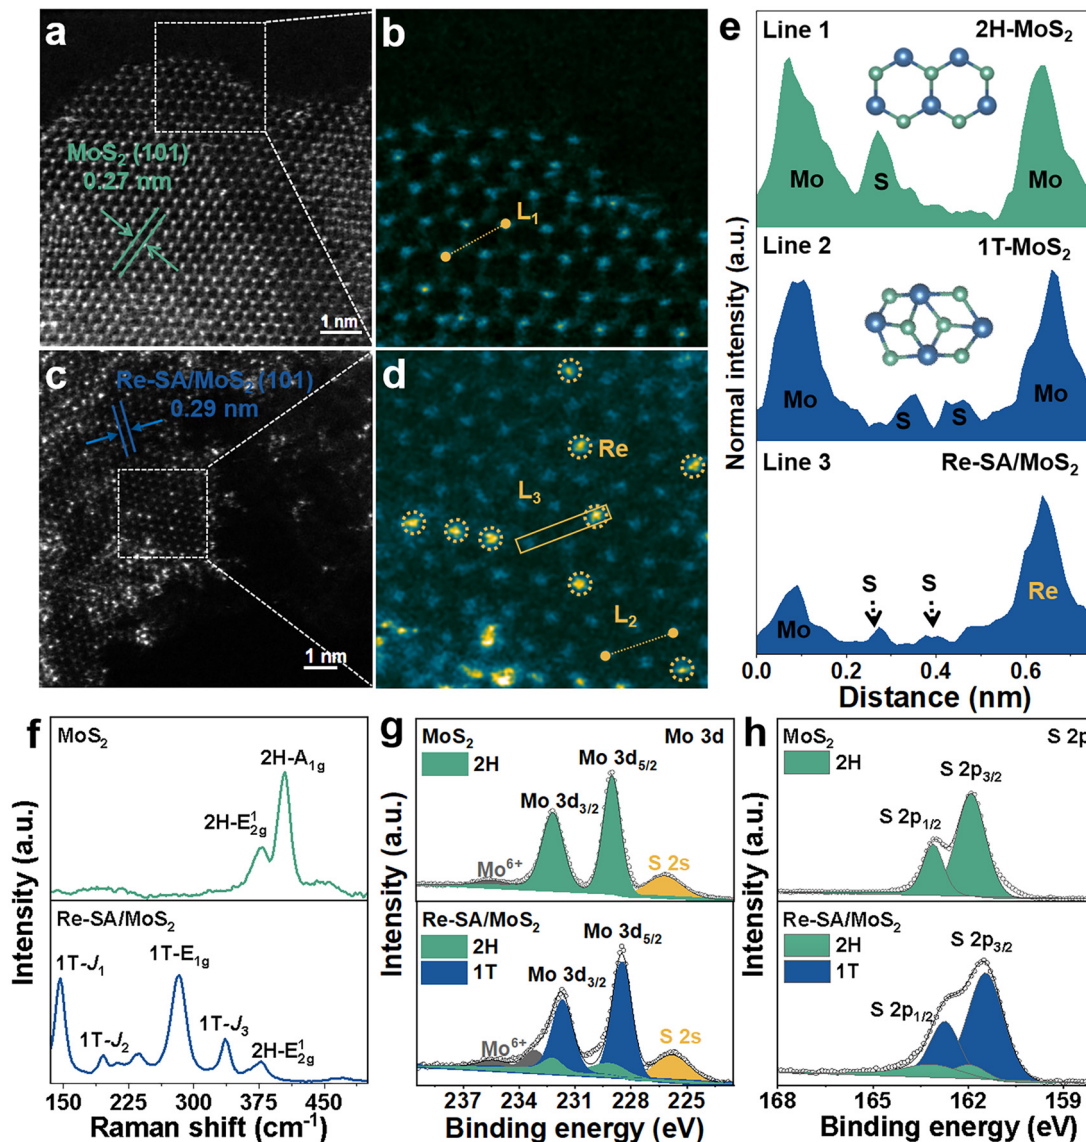 a
MoS₂ (101)
0.27 nm
1 nm
b
L₁
c
Re-SA/MoS₂ (101)
0.29 nm
1 nm
d
Re
L₃
L₂
e
Normal intensity (a.u.)
Line 1
2H-MoS₂
Mo
S
Mo
Line 2
1T-MoS₂
Mo
S
S
Mo
Line 3
Re-SA/MoS₂
Mo
S
S
Re
0.0 0.2 0.4 0.6
Distance (nm)
f
Intensity (a.u.)
MoS₂
2H-A₁g
2H-E¹₂g
Re-SA/MoS₂
1T-J₁
1T-J₂
1T-E₁g
1T-J₃
2H-E¹₂g
150 225 300 375 450
Raman shift (cm⁻¹)
g
Intensity (a.u.)
MoS₂
Mo 3d
2H
Mo 3d₅/₂
Mo 3d₃/₂
Mo⁶⁺
S 2s
Re-SA/MoS₂
2H
1T
Mo 3d₅/₂
Mo 3d₃/₂
Mo⁶⁺
S 2s
237 234 231 228 225
Binding energy (eV)
h
Intensity (a.u.)
MoS₂
S 2p
2H
S 2p₃/₂
S 2p₁/₂
Re-SA/MoS₂
2H
1T
S 2p₃/₂
S 2p₁/₂
168 165 162 159
Binding energy (eV)